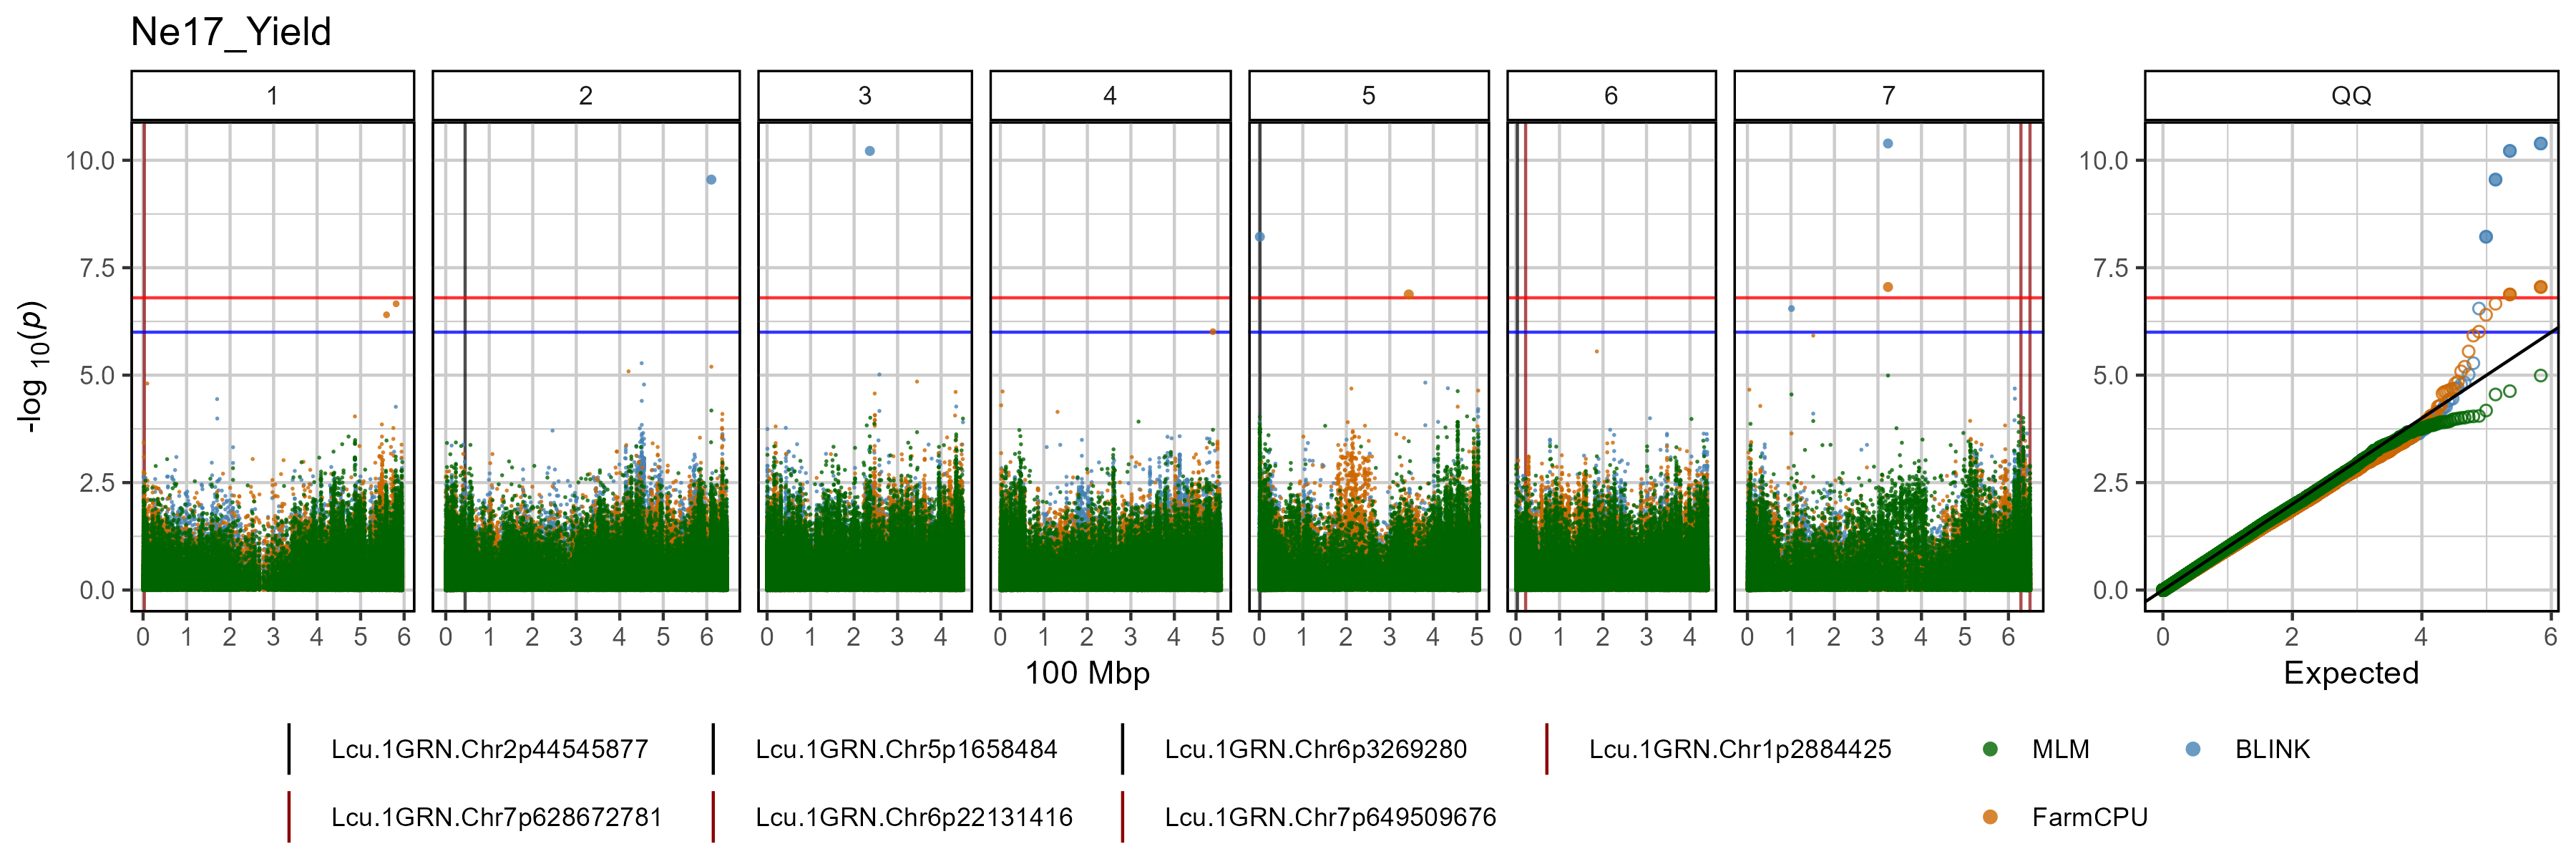 Ne17_Yield
1 2 3 4 5 6 7 QQ
10.0 10.0
7.5 7.5
5.0 5.0
2.5 2.5
0.0 0.0
-log 10(p)
0 1 2 3 4 5 6 0 1 2 3 4 5 6 0 1 2 3 4 0 1 2 3 4 5 0 1 2 3 4 5 0 1 2 3 4 0 1 2 3 4 5 6 0 2 4 6
100 Mbp Expected
Lcu.1GRN.Chr2p44545877 Lcu.1GRN.Chr5p1658484 Lcu.1GRN.Chr6p3269280 Lcu.1GRN.Chr1p2884425 MLM BLINK
Lcu.1GRN.Chr7p628672781 Lcu.1GRN.Chr6p22131416 Lcu.1GRN.Chr7p649509676 FarmCPU